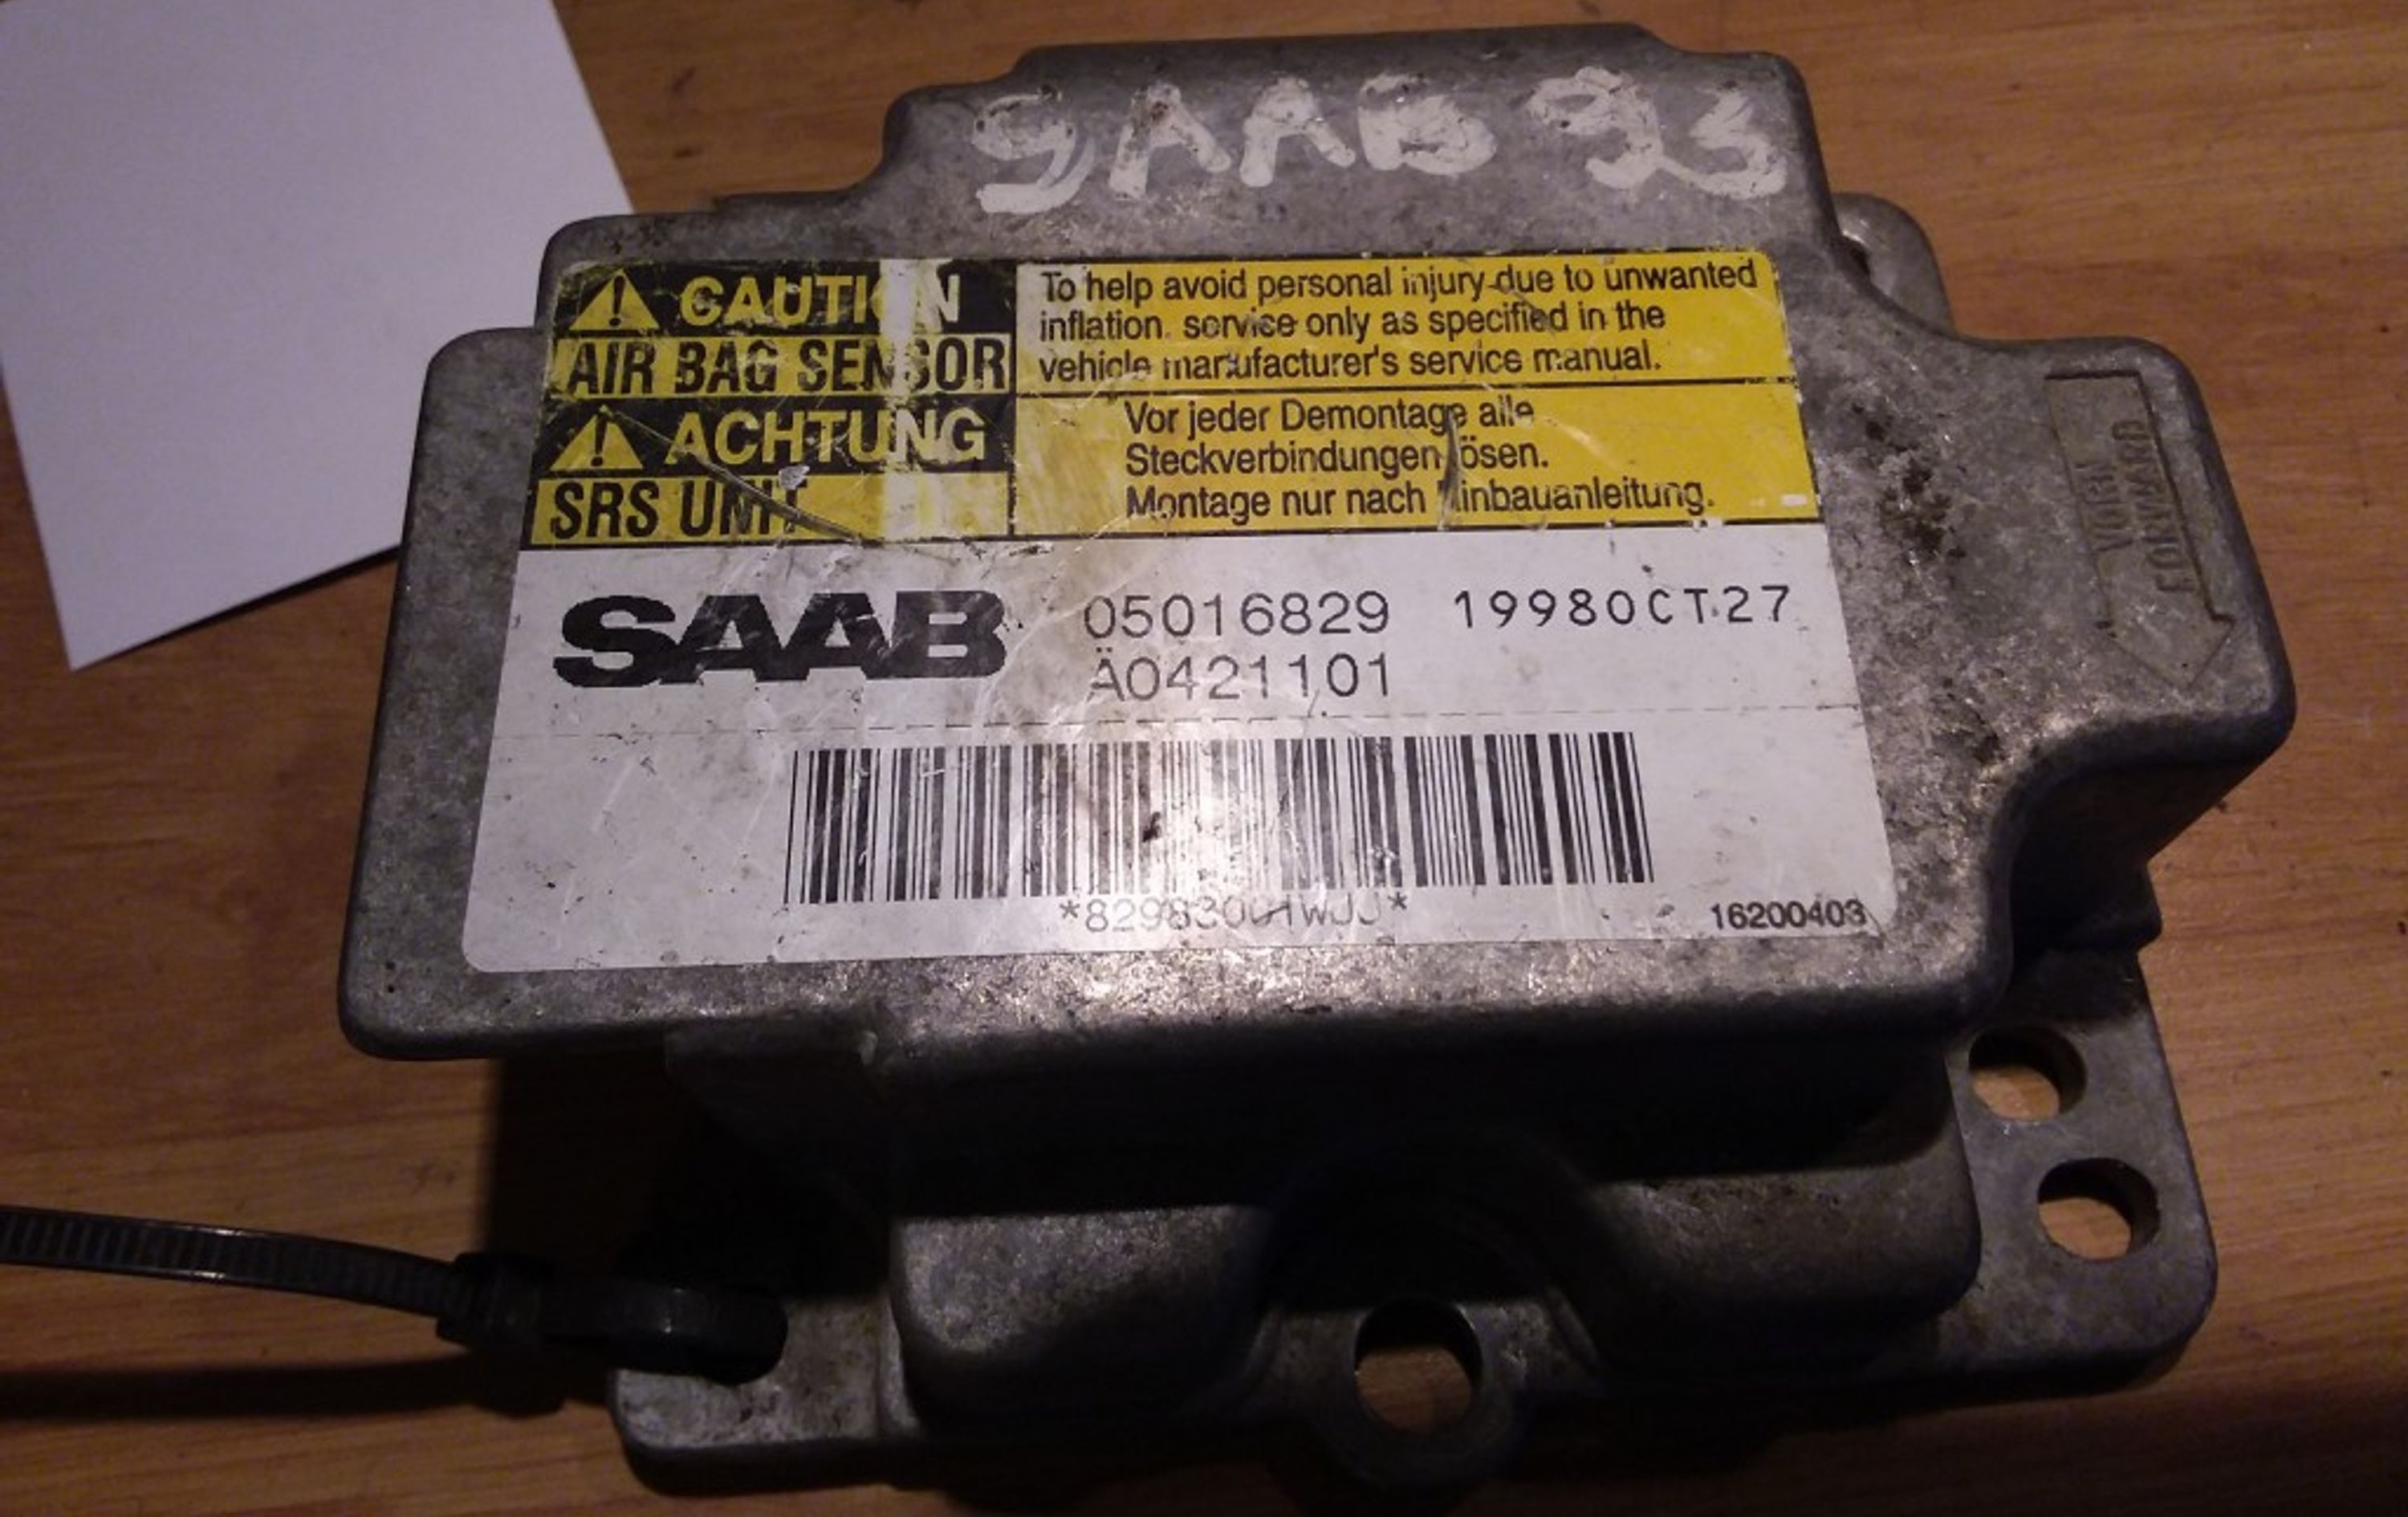 SAAB 93
CAUTION
AIR BAG SENSOR
To help avoid personal injury due to unwanted
inflation. service only as specified in the
vehicle manufacturer's service manual.
ACHTUNG
SRS UNIT
Vor jeder Demontage alle
Steckverbindungen lösen.
Montage nur nach Einbauanleitung.
SAAB
05016829 1998OCT27
Ä0421101
16200403
VORN
FORWARD